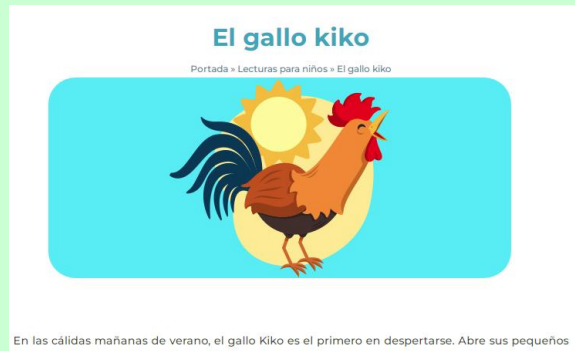 El gallo kiko
Portada » Lecturas para niños » El gallo kiko
En las cálidas mañanas de verano, el gallo Kiko es el primero en despertarse. Abre sus pequeños